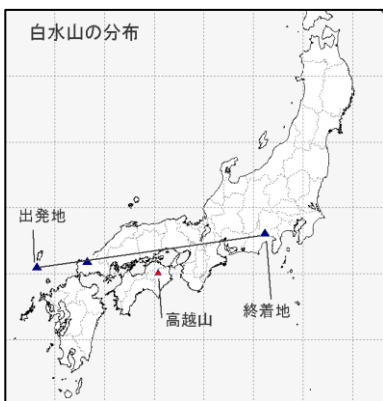 白水山の分布
出発地
高越山
終着地